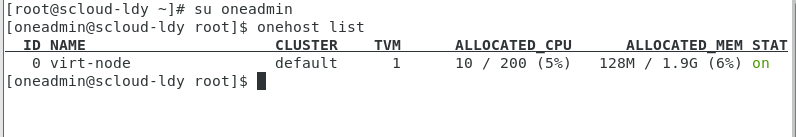 [root@scloud-ldy ~]# su oneadmin
[oneadmin@scloud-ldy root]$ onehost list
  ID NAME                      CLUSTER    TVM      ALLOCATED_CPU      ALLOCATED_MEM STAT
   0 virt-node                 default      1      10 / 200 (5%)   128M / 1.9G (6%) on
[oneadmin@scloud-ldy root]$